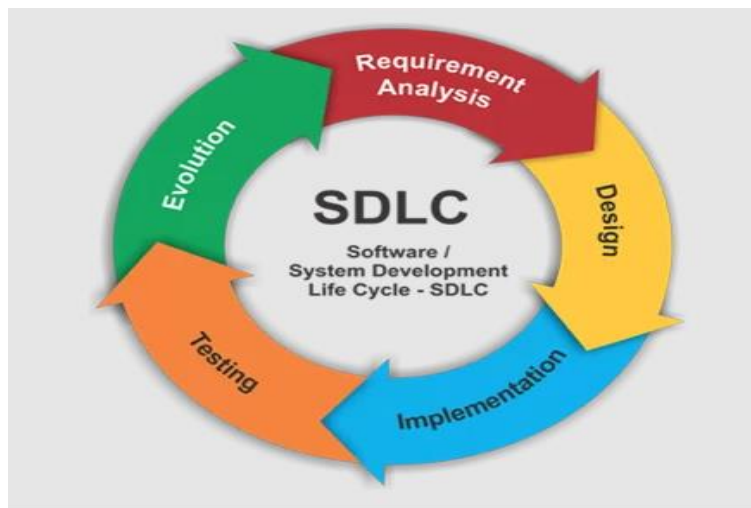 SDLC
Software /
System Development
Life Cycle - SDLC
Requirement
Analysis
Design
Implementation
Testing
Evolution